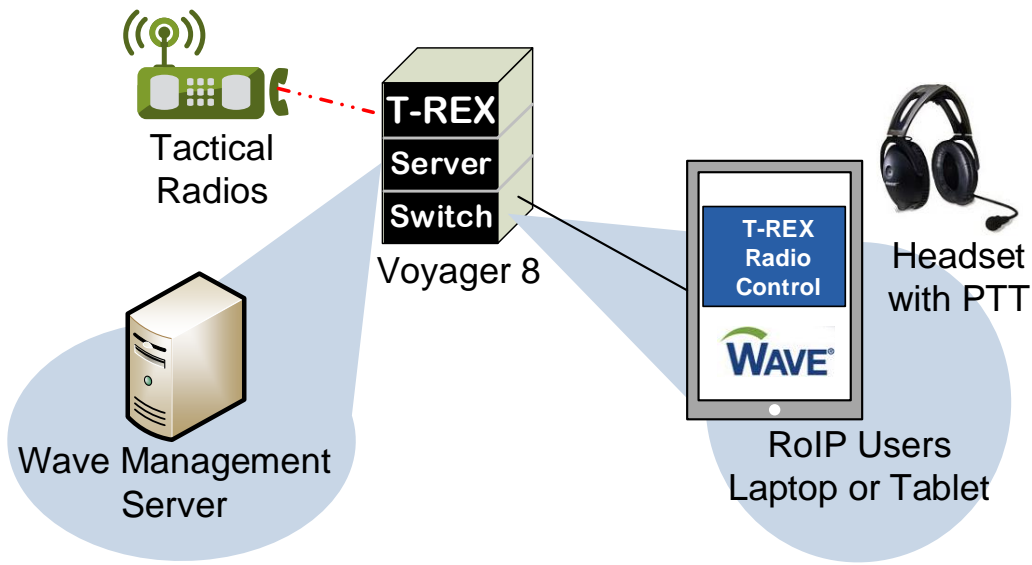 Tactical
Radios
T-REX
Server
Switch
Voyager 8
T-REX
Radio
Control
WAVE®
Headset
with PTT
Wave Management
Server
RoIP Users
Laptop or Tablet